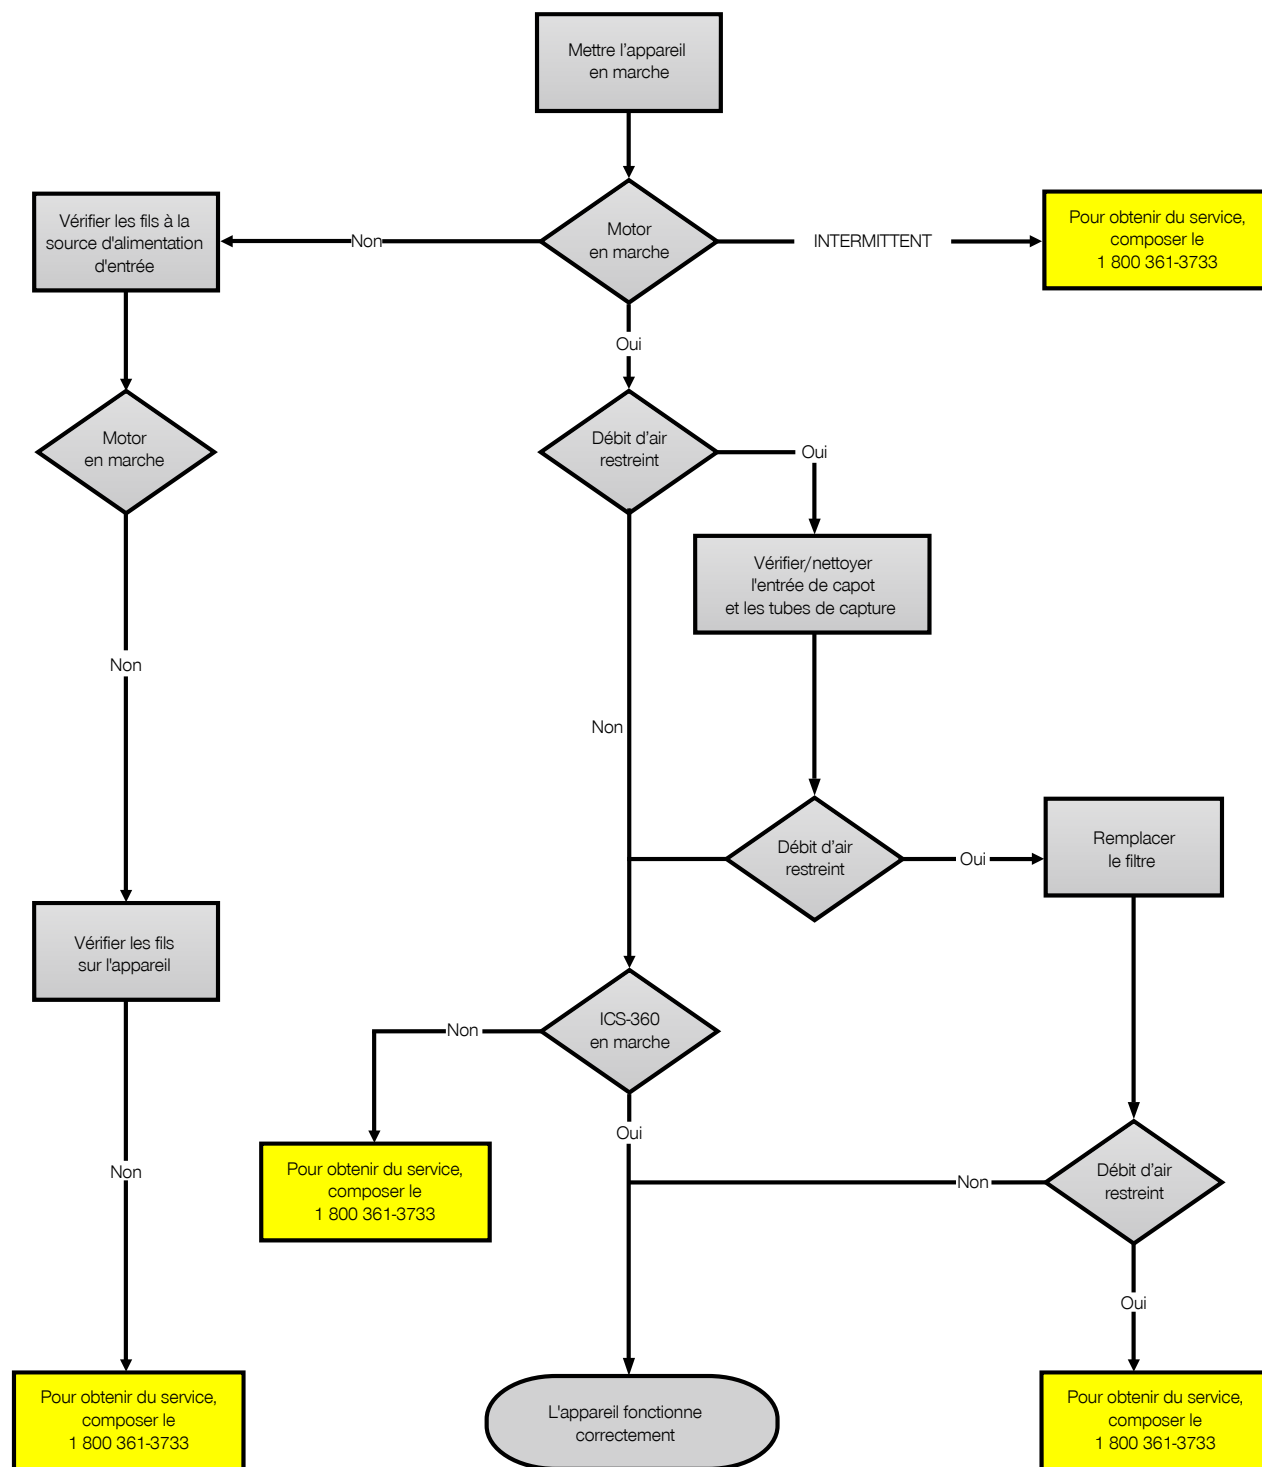 Mettre l’appareil
en marche
Vérifier les fils à la
source d'alimentation
d'entrée
Non
Motor
en marche
INTERMITTENT
Pour obtenir du service,
composer le
1 800 361-3733
Oui
Motor
en marche
Débit d’air
restreint
Oui
Vérifier/nettoyer
l'entrée de capot
et les tubes de capture
Non
Non
Débit d’air
restreint
Oui
Remplacer
le filtre
Vérifier les fils
sur l'appareil
Non
ICS-360
en marche
Oui
Non
Pour obtenir du service,
composer le
1 800 361-3733
Non
Débit d’air
restreint
Oui
Pour obtenir du service,
composer le
1 800 361-3733
L'appareil fonctionne
correctement
Pour obtenir du service,
composer le
1 800 361-3733